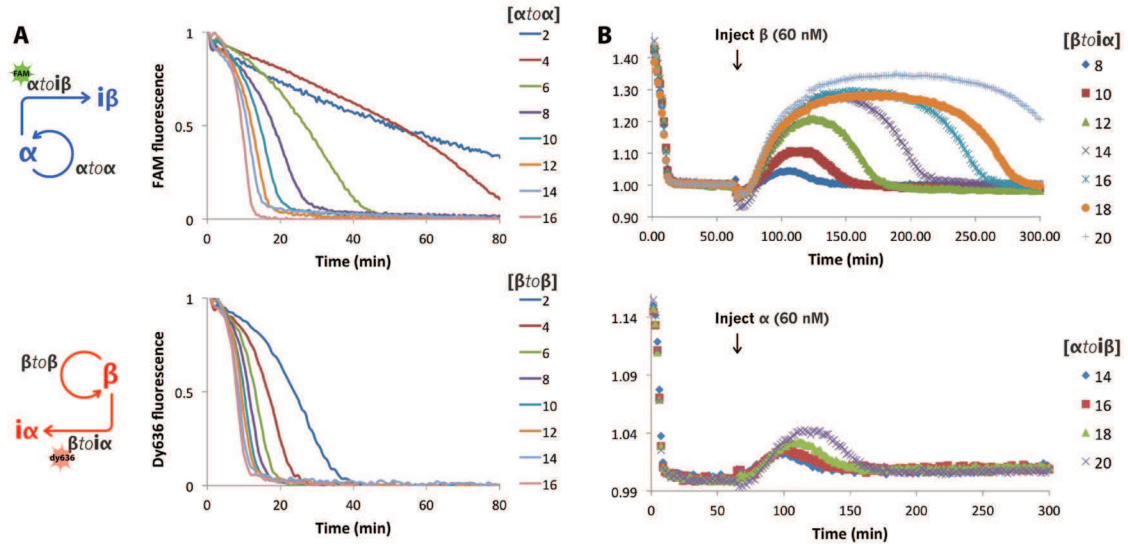 A
FAM
αtoiβ
iβ
α
αtoα
FAM fluorescence
1
0.5
0
0
20
40
60
80
Time (min)
[αtoα]
2
4
6
8
10
12
14
16
B
Inject β (60 nM)
1.40
1.30
1.20
1.10
1.00
0.90
0.00
50.00
100.00
150.00
200.00
250.00
300.00
Time (min)
[βtoiα]
8
10
12
14
16
18
20
βtoβ
β
iα
βtoiα
dy636
Dy636 fluorescence
1
0.5
0
0
20
40
60
80
Time (min)
[βtoβ]
2
4
6
8
10
12
14
16
Inject α (60 nM)
1.14
1.09
1.04
0.99
0
50
100
150
200
250
300
Time (min)
[αtoiβ]
14
16
18
20